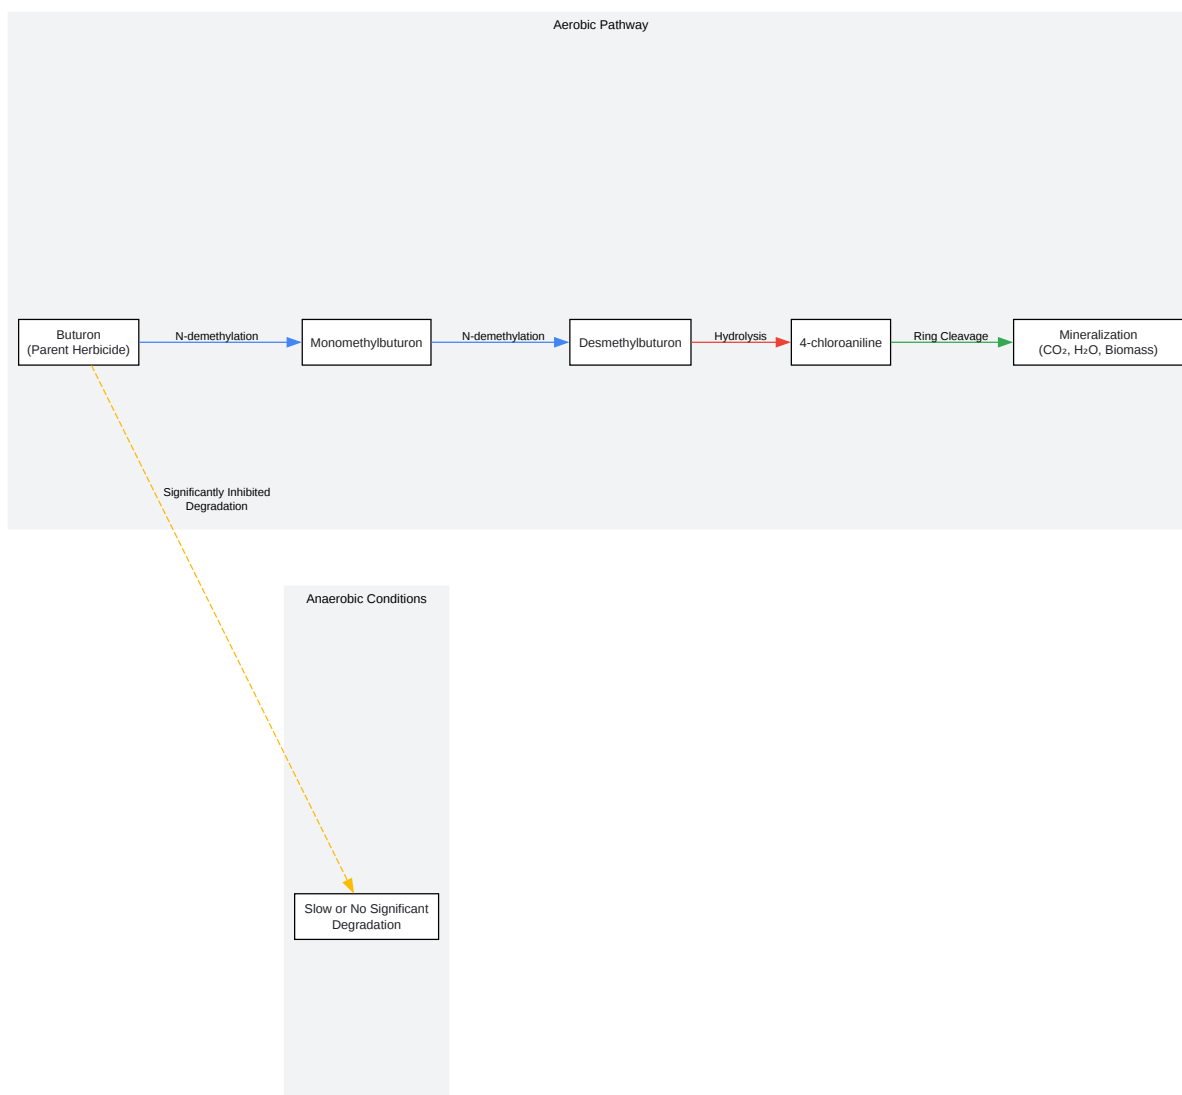 Aerobic Pathway
Buturon
(Parent Herbicide)
N-demethylation
Monomethylbuturon
N-demethylation
Desmethylbuturon
Hydrolysis
4-chloroaniline
Ring Cleavage
Mineralization
(CO₂, H₂O, Biomass)
Significantly Inhibited
Degradation
Anaerobic Conditions
Slow or No Significant
Degradation